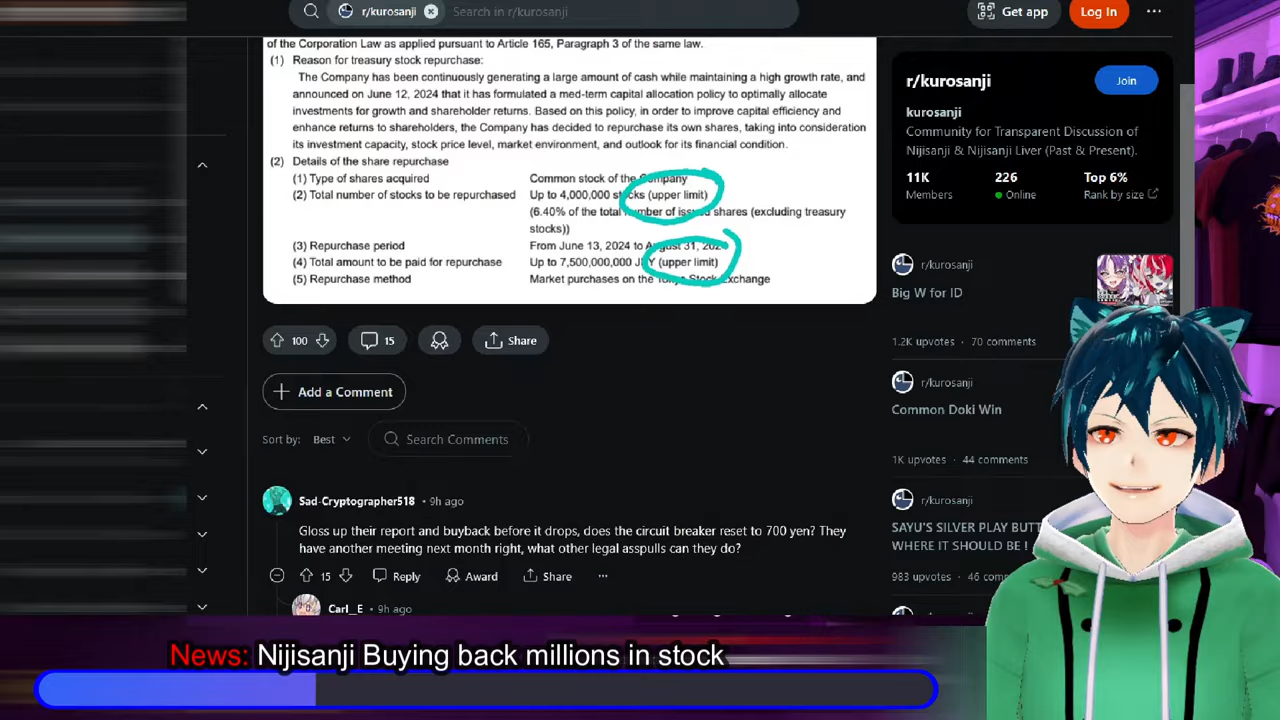 r/kurosanji
Search in r/kurosanji
Get app
Log In
of the Corporation Law as applied pursuant to Article 165, Paragraph 3 of the same law.
(1) Reason for treasury stock repurchase:
The Company has been continuously generating a large amount of cash while maintaining a high growth rate, and
announced on June 12, 2024 that it has formulated a med-term capital allocation policy to optimally allocate
investments for growth and shareholder returns. Based on this policy, in order to improve capital efficiency and
enhance returns to shareholders, the Company has decided to repurchase its own shares, taking into consideration
its investment capacity, stock price level, market environment, and outlook for its financial condition.
(2) Details of the share repurchase
(1) Type of shares acquired Common stock of the Company
(2) Total number of stocks to be repurchased Up to 4,000,000 stocks (upper limit)
(6.40% of the total number of issued shares (excluding treasury
stocks))
(3) Repurchase period From June 13, 2024 to August 31, 2024
(4) Total amount to be paid for repurchase Up to 7,500,000,000 JPY (upper limit)
(5) Repurchase method Market purchases on the Tokyo Stock Exchange
100 15 Share
Add a Comment
Sort by: Best Search Comments
Sad-Cryptographer518 • 9h ago
Gloss up their report and buyback before it drops, does the circuit breaker reset to 700 yen? They
have another meeting next month right, what other legal asspulls can they do?
15 Reply Award Share ...
Carl_E • 9h ago
r/kurosanji Join
kurosanji
Community for Transparent Discussion of
Nijisanji & Nijisanji Liver (Past & Present).
11K 226 Top 6%
Members Online Rank by size
r/kurosanji
Big W for ID
1.2K upvotes · 70 comments
r/kurosanji
Common Doki Win
1K upvotes · 44 comments
r/kurosanji
SAYU'S SILVER PLAY BUTT
WHERE IT SHOULD BE !
983 upvotes · 46 com
News: Nijisanji Buying back millions in stock